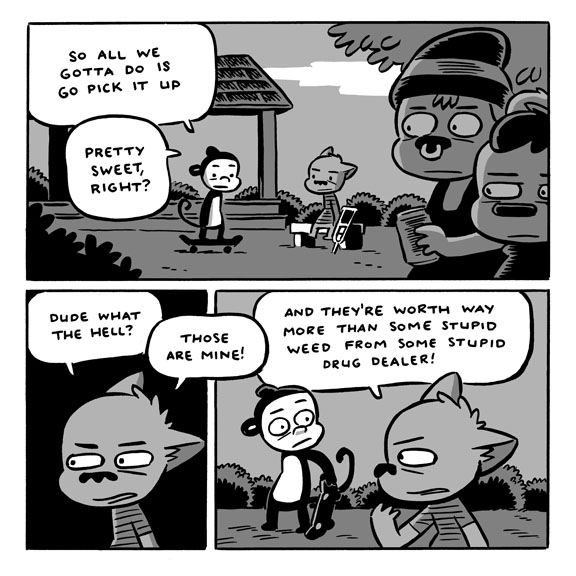 SO ALL WE
GOTTA DO IS
GO PICK IT UP
PRETTY
SWEET,
RIGHT?
DUDE WHAT
THE HELL?
THOSE
ARE MINE!
AND THEY'RE WORTH WAY
MORE THAN SOME STUPID
WEED FROM SOME STUPID
DRUG DEALER!